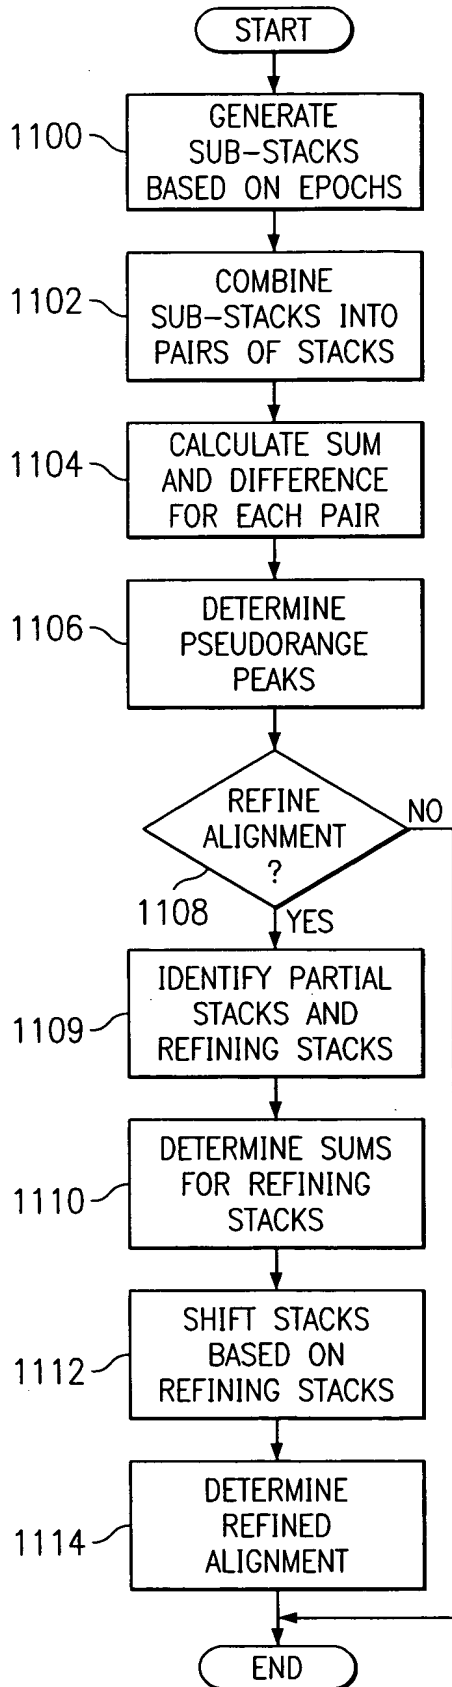 START
1100
GENERATE
SUB-STACKS
BASED ON EPOCHS
1102
COMBINE
SUB-STACKS INTO
PAIRS OF STACKS
1104
CALCULATE SUM
AND DIFFERENCE
FOR EACH PAIR
1106
DETERMINE
PSEUDORANGE
PEAKS
REFINE
ALIGNMENT
?
NO
1108
YES
1109
IDENTIFY PARTIAL
STACKS AND
REFINING STACKS
1110
DETERMINE SUMS
FOR REFINING
STACKS
1112
SHIFT STACKS
BASED ON
REFINING STACKS
1114
DETERMINE
REFINED
ALIGNMENT
END